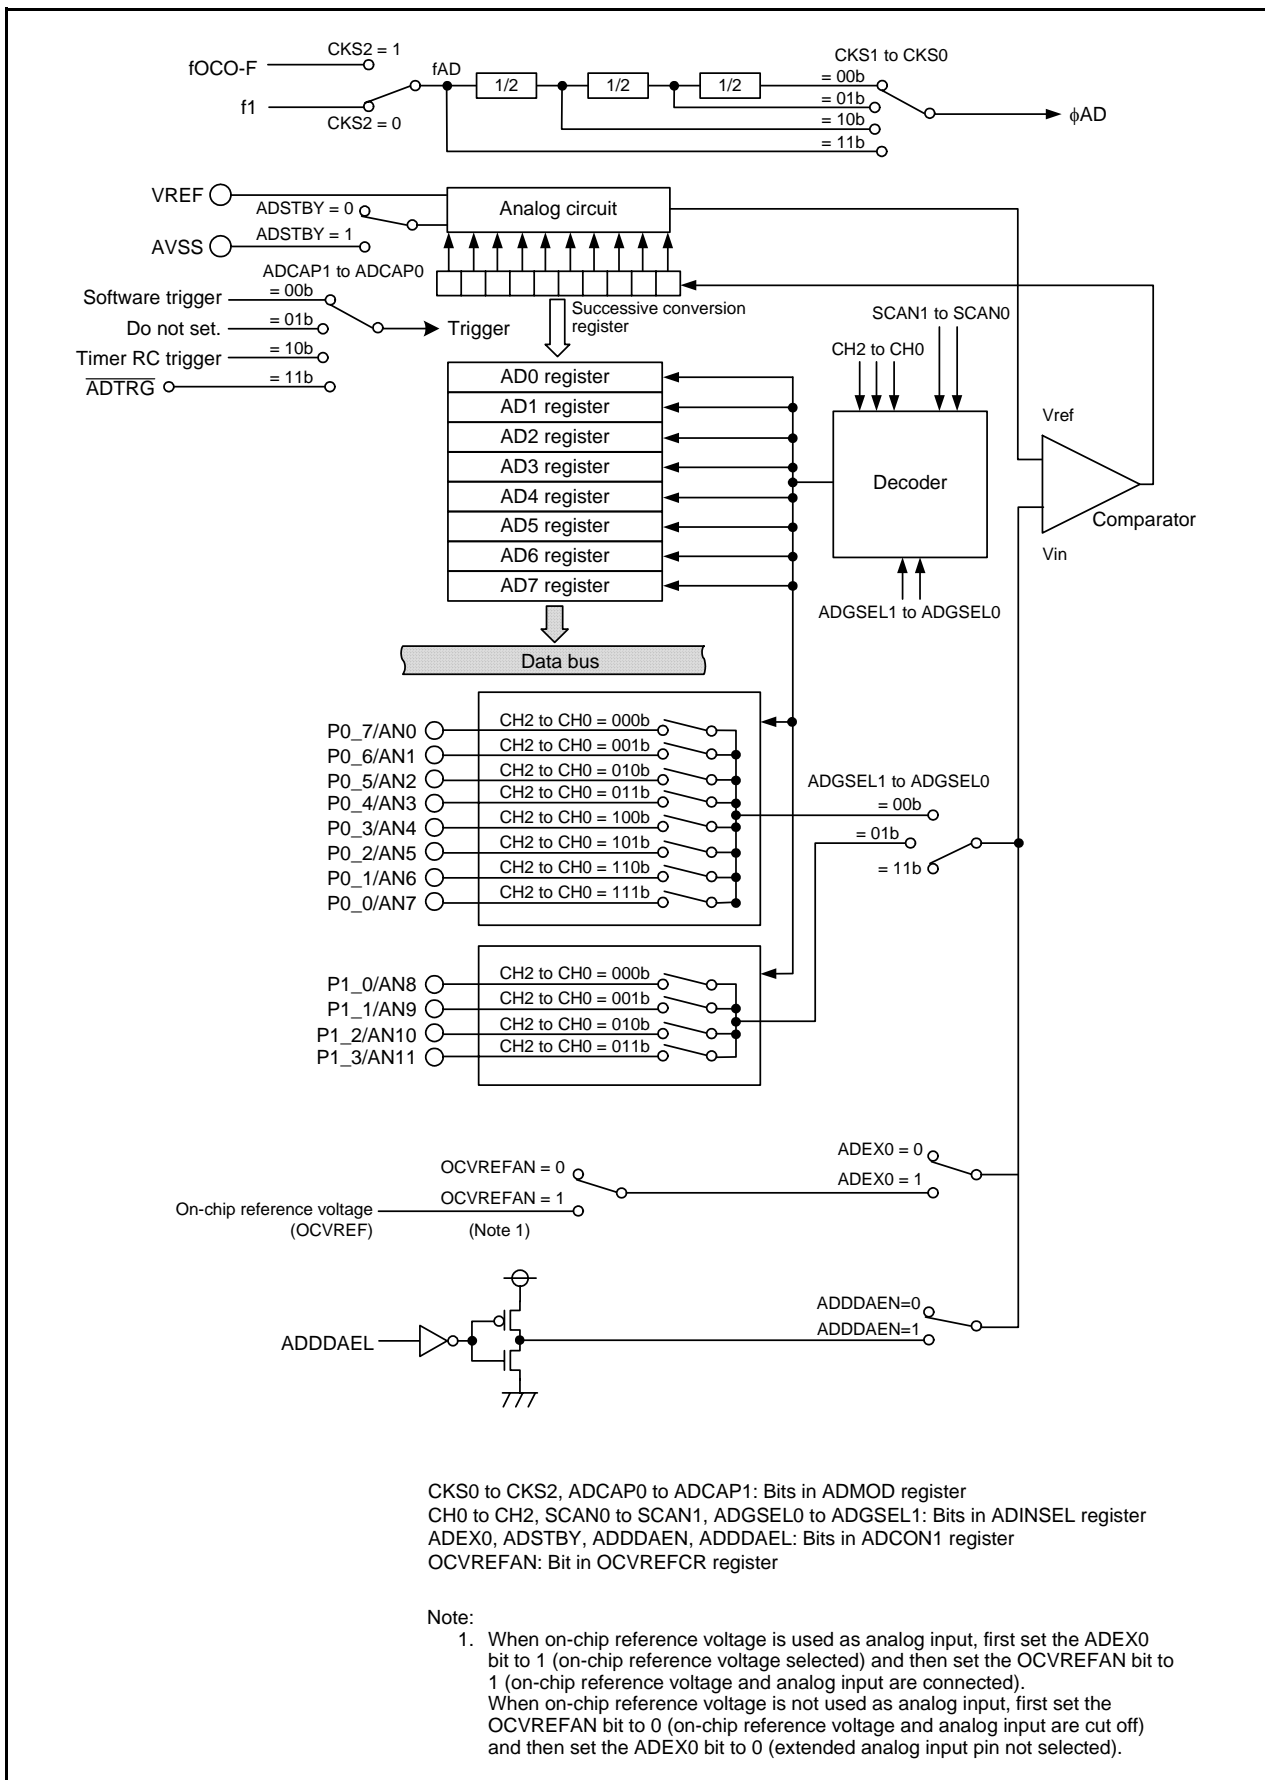 CKS2 = 1
fOCO-F
f1
CKS2 = 0
fAD
1/2
1/2
1/2
CKS1 to CKS0
= 00b
= 01b
= 10b
= 11b
ϕAD
VREF
AVSS
ADSTBY = 0
ADSTBY = 1
Analog circuit
ADCAP1 to ADCAP0
Software trigger
= 00b
Do not set.
= 01b
Timer RC trigger
= 10b
ADTRG
= 11b
Trigger
Successive conversion
register
AD0 register
AD1 register
AD2 register
AD3 register
AD4 register
AD5 register
AD6 register
AD7 register
Data bus
SCAN1 to SCAN0
CH2 to CH0
Decoder
ADGSEL1 to ADGSEL0
Vref
Comparator
Vin
P0_7/AN0
CH2 to CH0 = 000b
P0_6/AN1
CH2 to CH0 = 001b
P0_5/AN2
CH2 to CH0 = 010b
P0_4/AN3
CH2 to CH0 = 011b
P0_3/AN4
CH2 to CH0 = 100b
P0_2/AN5
CH2 to CH0 = 101b
P0_1/AN6
CH2 to CH0 = 110b
P0_0/AN7
CH2 to CH0 = 111b
ADGSEL1 to ADGSEL0
= 00b
= 01b
= 11b
P1_0/AN8
CH2 to CH0 = 000b
P1_1/AN9
CH2 to CH0 = 001b
P1_2/AN10
CH2 to CH0 = 010b
P1_3/AN11
CH2 to CH0 = 011b
OCVREFAN = 0
OCVREFAN = 1
On-chip reference voltage
(OCVREF)
(Note 1)
ADEX0 = 0
ADEX0 = 1
ADDDAEL
ADDDAEN=0
ADDDAEN=1
CKS0 to CKS2, ADCAP0 to ADCAP1: Bits in ADMOD register
CH0 to CH2, SCAN0 to SCAN1, ADGSEL0 to ADGSEL1: Bits in ADINSEL register
ADEX0, ADSTBY, ADDDAEN, ADDDAEL: Bits in ADCON1 register
OCVREFAN: Bit in OCVREFCR register
Note:
1. When on-chip reference voltage is used as analog input, first set the ADEX0
bit to 1 (on-chip reference voltage selected) and then set the OCVREFAN bit to
1 (on-chip reference voltage and analog input are connected).
When on-chip reference voltage is not used as analog input, first set the
OCVREFAN bit to 0 (on-chip reference voltage and analog input are cut off)
and then set the ADEX0 bit to 0 (extended analog input pin not selected).